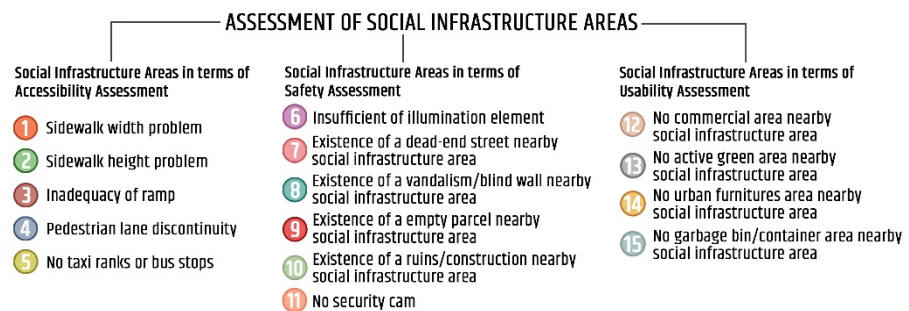 ASSESSMENT OF SOCIAL INFRASTRUCTURE AREAS
Social Infrastructure Areas in terms of
Accessibility Assessment
1 Sidewalk width problem
2 Sidewalk height problem
3 Inadequacy of ramp
4 Pedestrian lane discontinuity
5 No taxi ranks or bus stops
Social Infrastructure Areas in terms of
Safety Assessment
6 Insufficient of illumination element
7 Existence of a dead-end street nearby
social infrastructure area
8 Existence of a vandalism/blind wall nearby
social infrastructure area
9 Existence of a empty parcel nearby
social infrastructure area
10 Existence of a ruins/construction nearby
social infrastructure area
11 No security cam
Social Infrastructure Areas in terms of
Usability Assessment
12 No commercial area nearby
social infrastructure area
13 No active green area nearby
social infrastructure area
14 No urban furnitures area nearby
social infrastructure area
15 No garbage bin/container area nearby
social infrastructure area